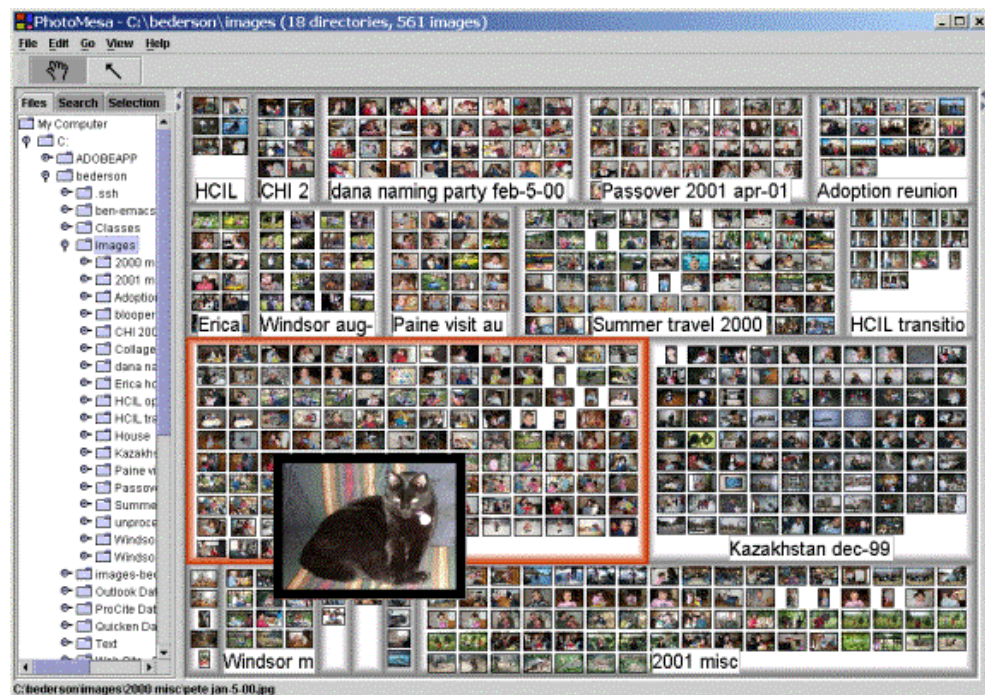 PhotoMesa - C:\bederson\images (18 directories, 561 images)
File Edit Go View Help
Files Search Selection
My Computer
C:
ADOBEAPP
bederson
.ssh
ben-emacs
Classes
images
2000 m
2001 m
Adoption
blooper
CHI 200
Collage
dana na
Erica ho
HCIL op
HCIL tra
House
Kazakhs
Paine vi
Passove
Summe
unproce
Windso
Windso
images-be
Outlook Dat
ProCite Dat
Quicken Da
Text
HCIL CHI 2 dana naming party feb-5-00 Passover 2001 apr-01 Adoption reunion
Erica Windsor aug- Paine visit au Summer travel 2000 HCIL transitio
Kazakhstan dec-99
Windsor m 2001 misc
C:\bederson\images\2000 misc\pete jan-5-00.jpg